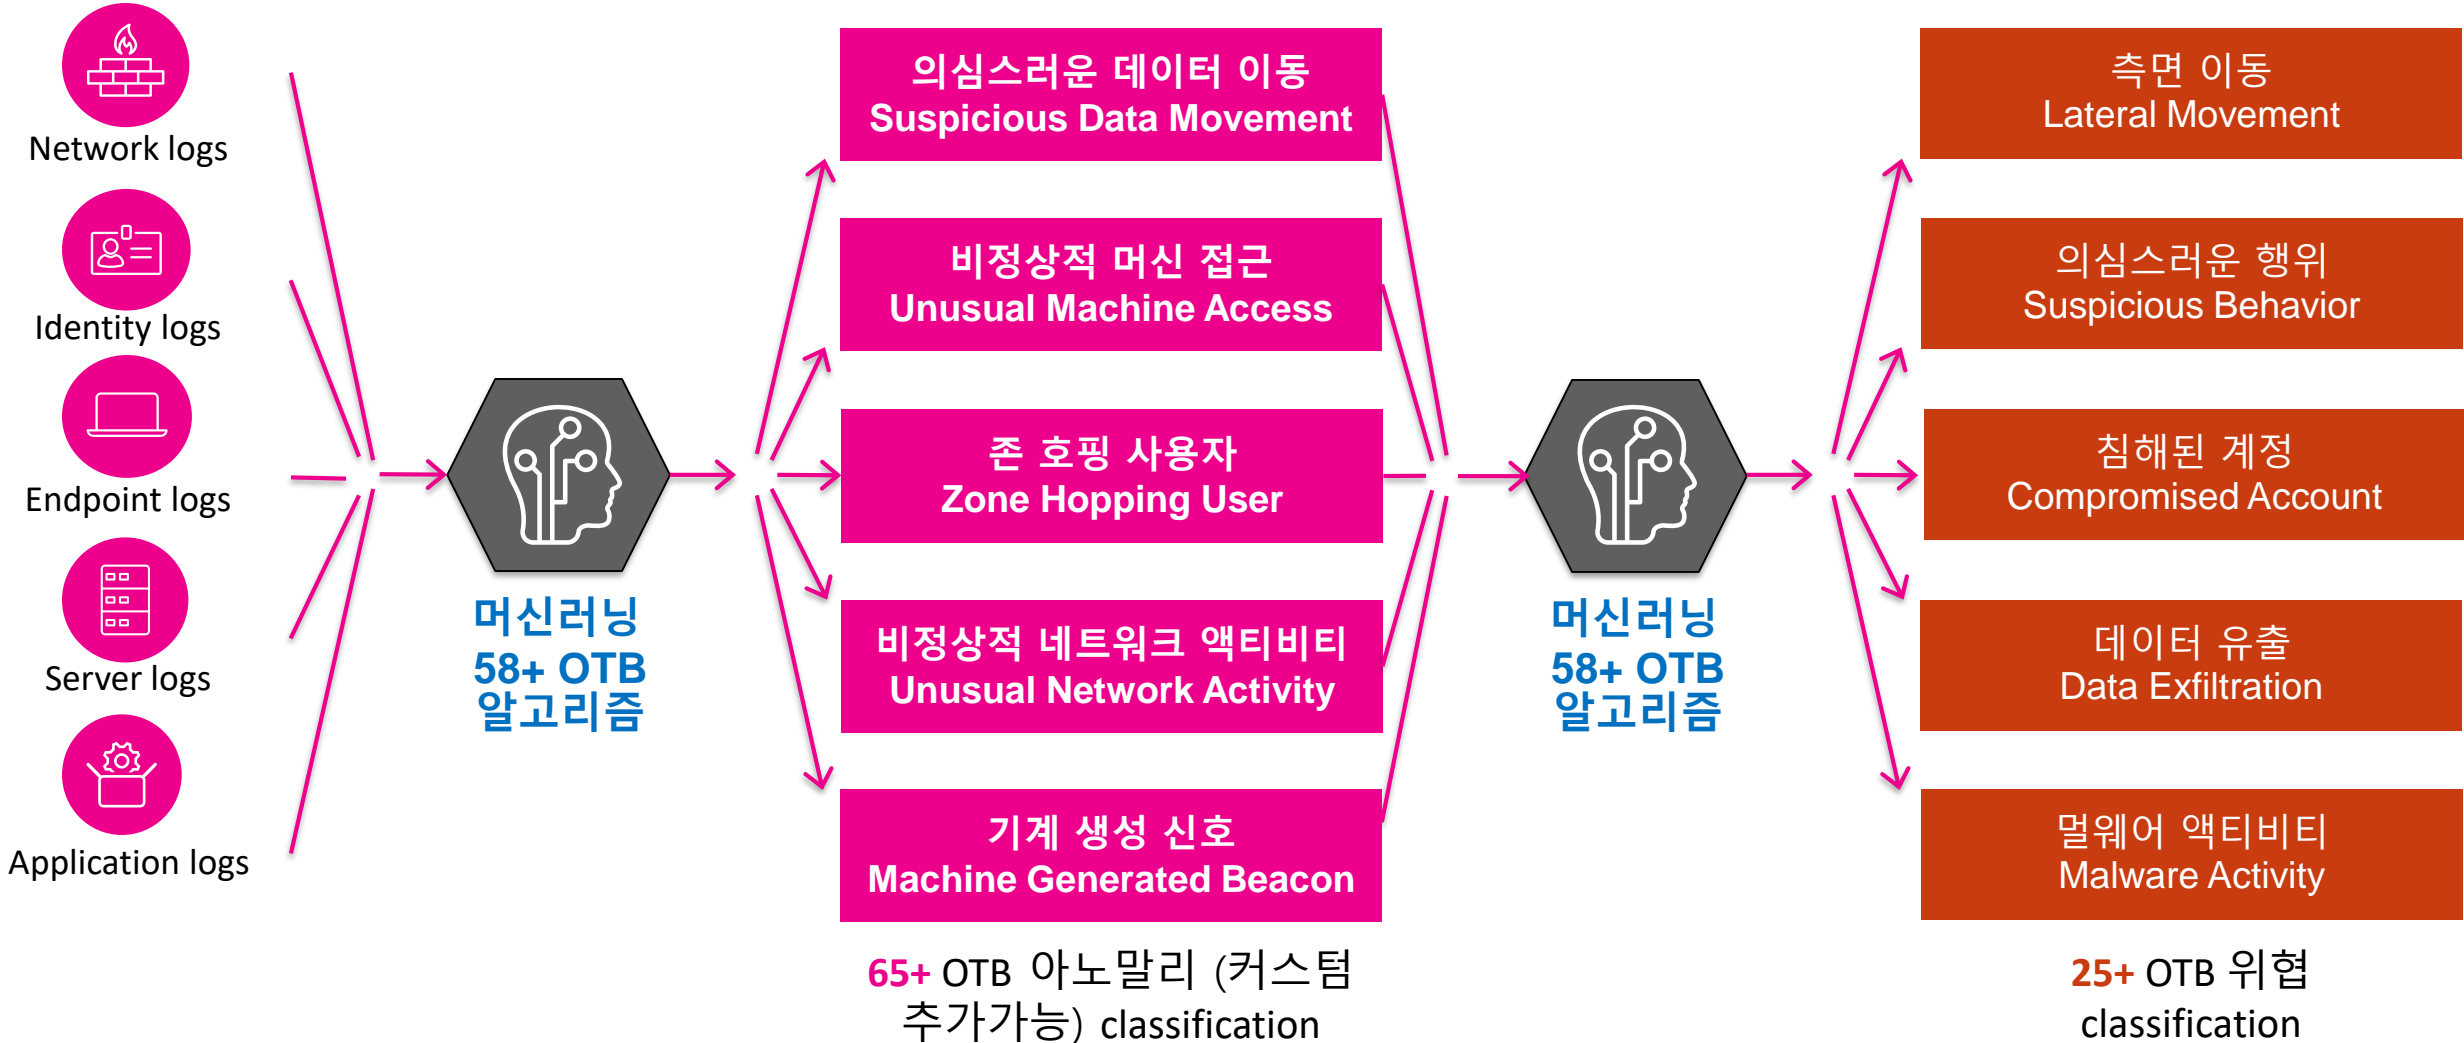 Network logs
Identity logs
Endpoint logs
Server logs
Application logs
머신러닝
58+ OTB
알고리즘
의심스러운 데이터 이동
Suspicious Data Movement
비정상적 머신 접근
Unusual Machine Access
존 호핑 사용자
Zone Hopping User
비정상적 네트워크 액티비티
Unusual Network Activity
기계 생성 신호
Machine Generated Beacon
65+ OTB 아노말리 (커스텀
추가가능) classification
머신러닝
58+ OTB
알고리즘
측면 이동
Lateral Movement
의심스러운 행위
Suspicious Behavior
침해된 계정
Compromised Account
데이터 유출
Data Exfiltration
멀웨어 액티비티
Malware Activity
25+ OTB 위협
classification